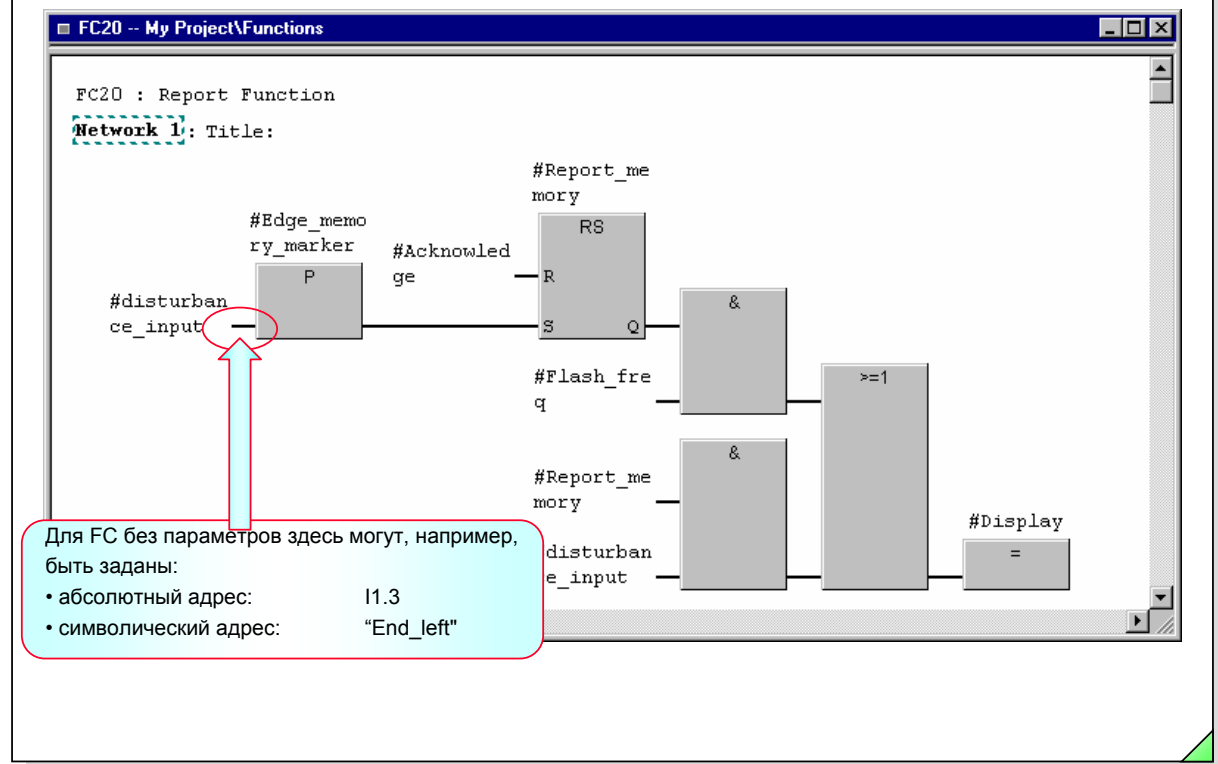 FC20 -- My Project\Functions
FC20 : Report Function
Network 1: Title:
#Report_me
mory
RS
#Edge_memo
ry_marker
P
#Acknowled
ge
R
#disturban
ce_input
S Q
&
#Flash_fre
q
>=1
&
#Report_me
mory
disturban
e_input
#Display
=
Для FC без параметров здесь могут, например,
быть заданы:
• абсолютный адрес: I1.3
• символический адрес: “End_left"